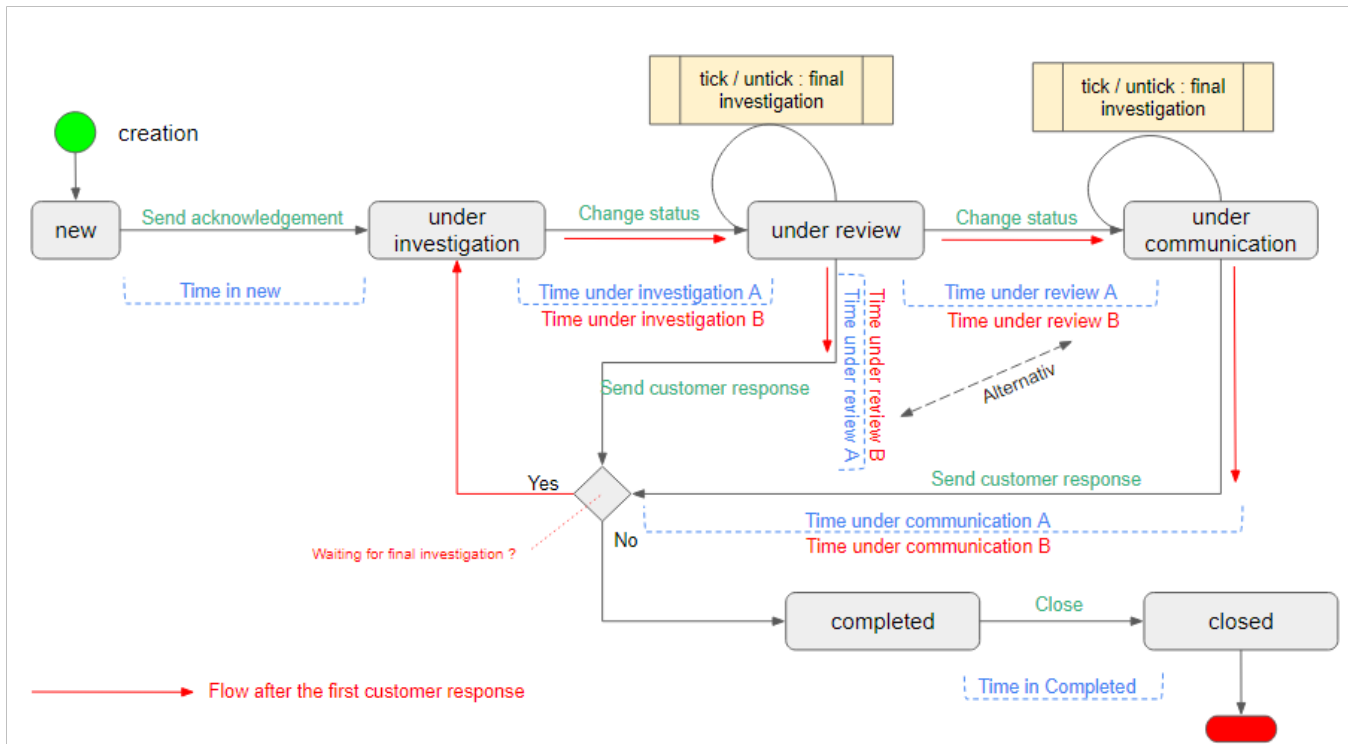 tick / untick : final
investigation
tick / untick : final
investigation
creation
new
Send acknowledgement
under
investigation
Change status
under review
Change status
under
communication
Time in new
Time under investigation A
Time under investigation B
Time under review A
Time under review B
Time under review A
Time under review B
Alternativ
Send customer response
Yes
Send customer response
Time under communication A
Time under communication B
No
Waiting for final investigation ?
completed
Close
closed
Time in Completed
Flow after the first customer response